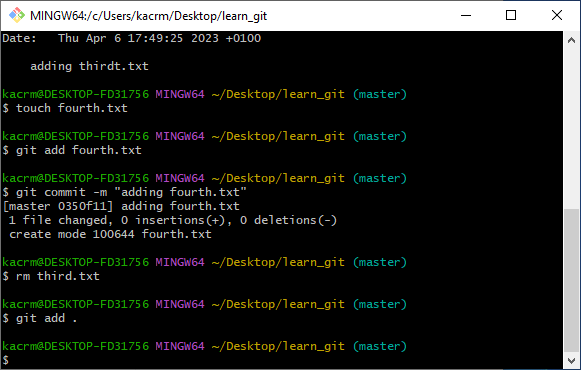 MINGW64:/c/Users/kacrm/Desktop/learn_git
Date:   Thu Apr 6 17:49:25 2023 +0100
    adding thirdt.txt
kacrm@DESKTOP-FD31756 MINGW64 ~/Desktop/learn_git (master)
$ touch fourth.txt
kacrm@DESKTOP-FD31756 MINGW64 ~/Desktop/learn_git (master)
$ git add fourth.txt
kacrm@DESKTOP-FD31756 MINGW64 ~/Desktop/learn_git (master)
$ git commit -m "adding fourth.txt"
[master 0350f11] adding fourth.txt
 1 file changed, 0 insertions(+), 0 deletions(-)
 create mode 100644 fourth.txt
kacrm@DESKTOP-FD31756 MINGW64 ~/Desktop/learn_git (master)
$ rm third.txt
kacrm@DESKTOP-FD31756 MINGW64 ~/Desktop/learn_git (master)
$ git add .
kacrm@DESKTOP-FD31756 MINGW64 ~/Desktop/learn_git (master)
$